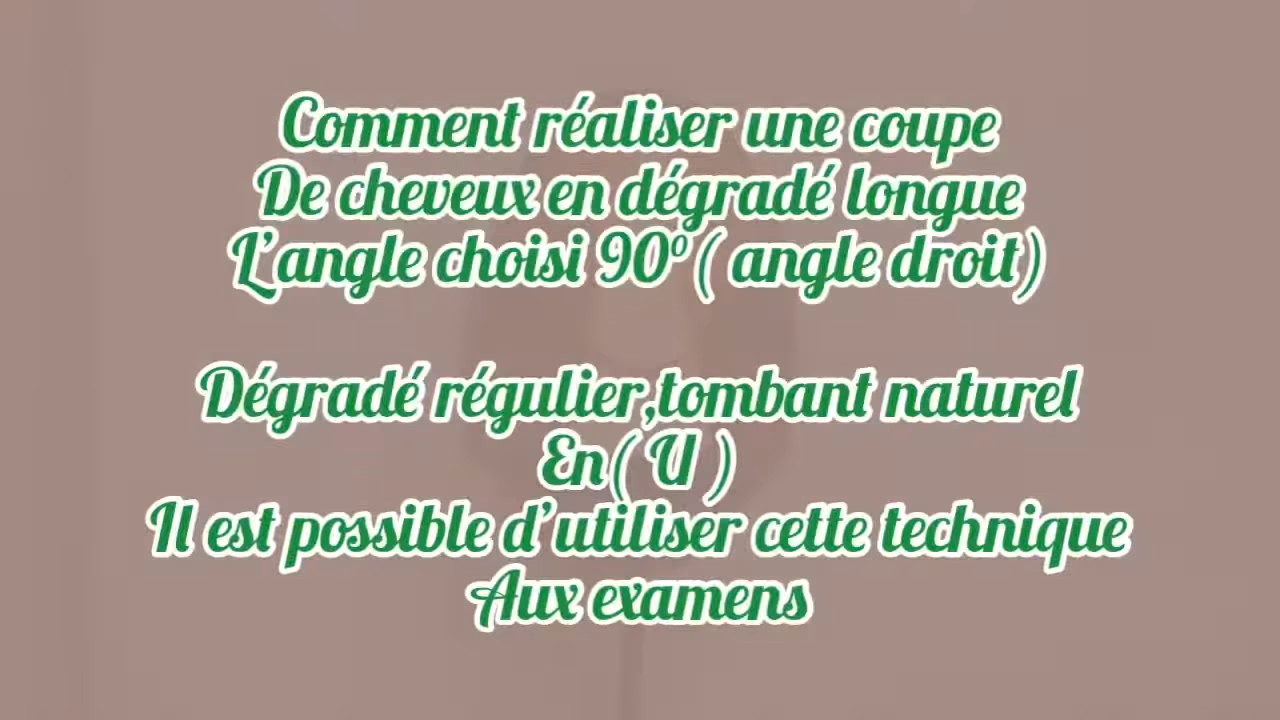 Comment réaliser une coupe
De cheveux en dégradé longue
L'angle choisi 90º ( angle droit)
Dégradé régulier,tombant naturel
En ( U )
Il est possible d'utiliser cette technique
Aux examens